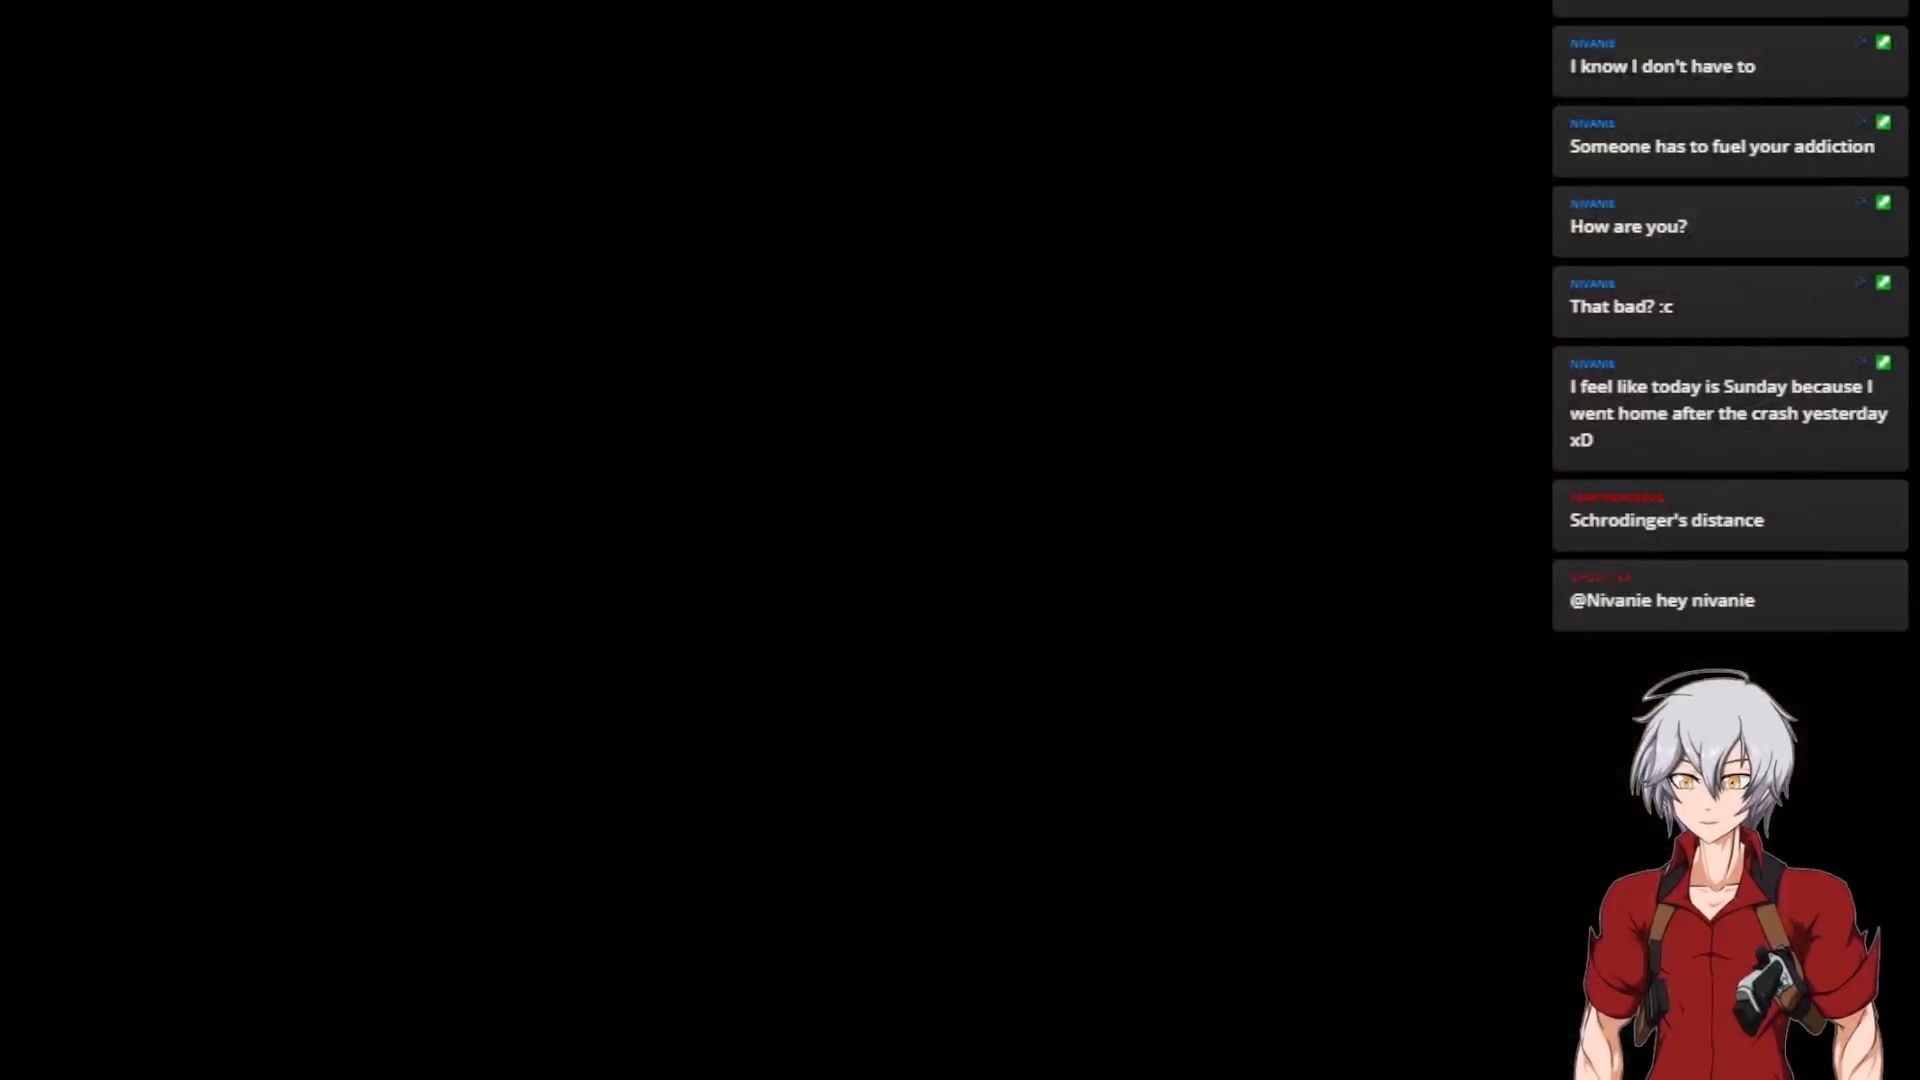 NIVANIE
I know I don't have to
NIVANIE
Someone has to fuel your addiction
NIVANIE
How are you?
NIVANIE
That bad? :c
NIVANIE
I feel like today is Sunday because I
went home after the crash yesterday
xD
Schrodinger's distance
GHOST TEA
@Nivanie hey nivanie